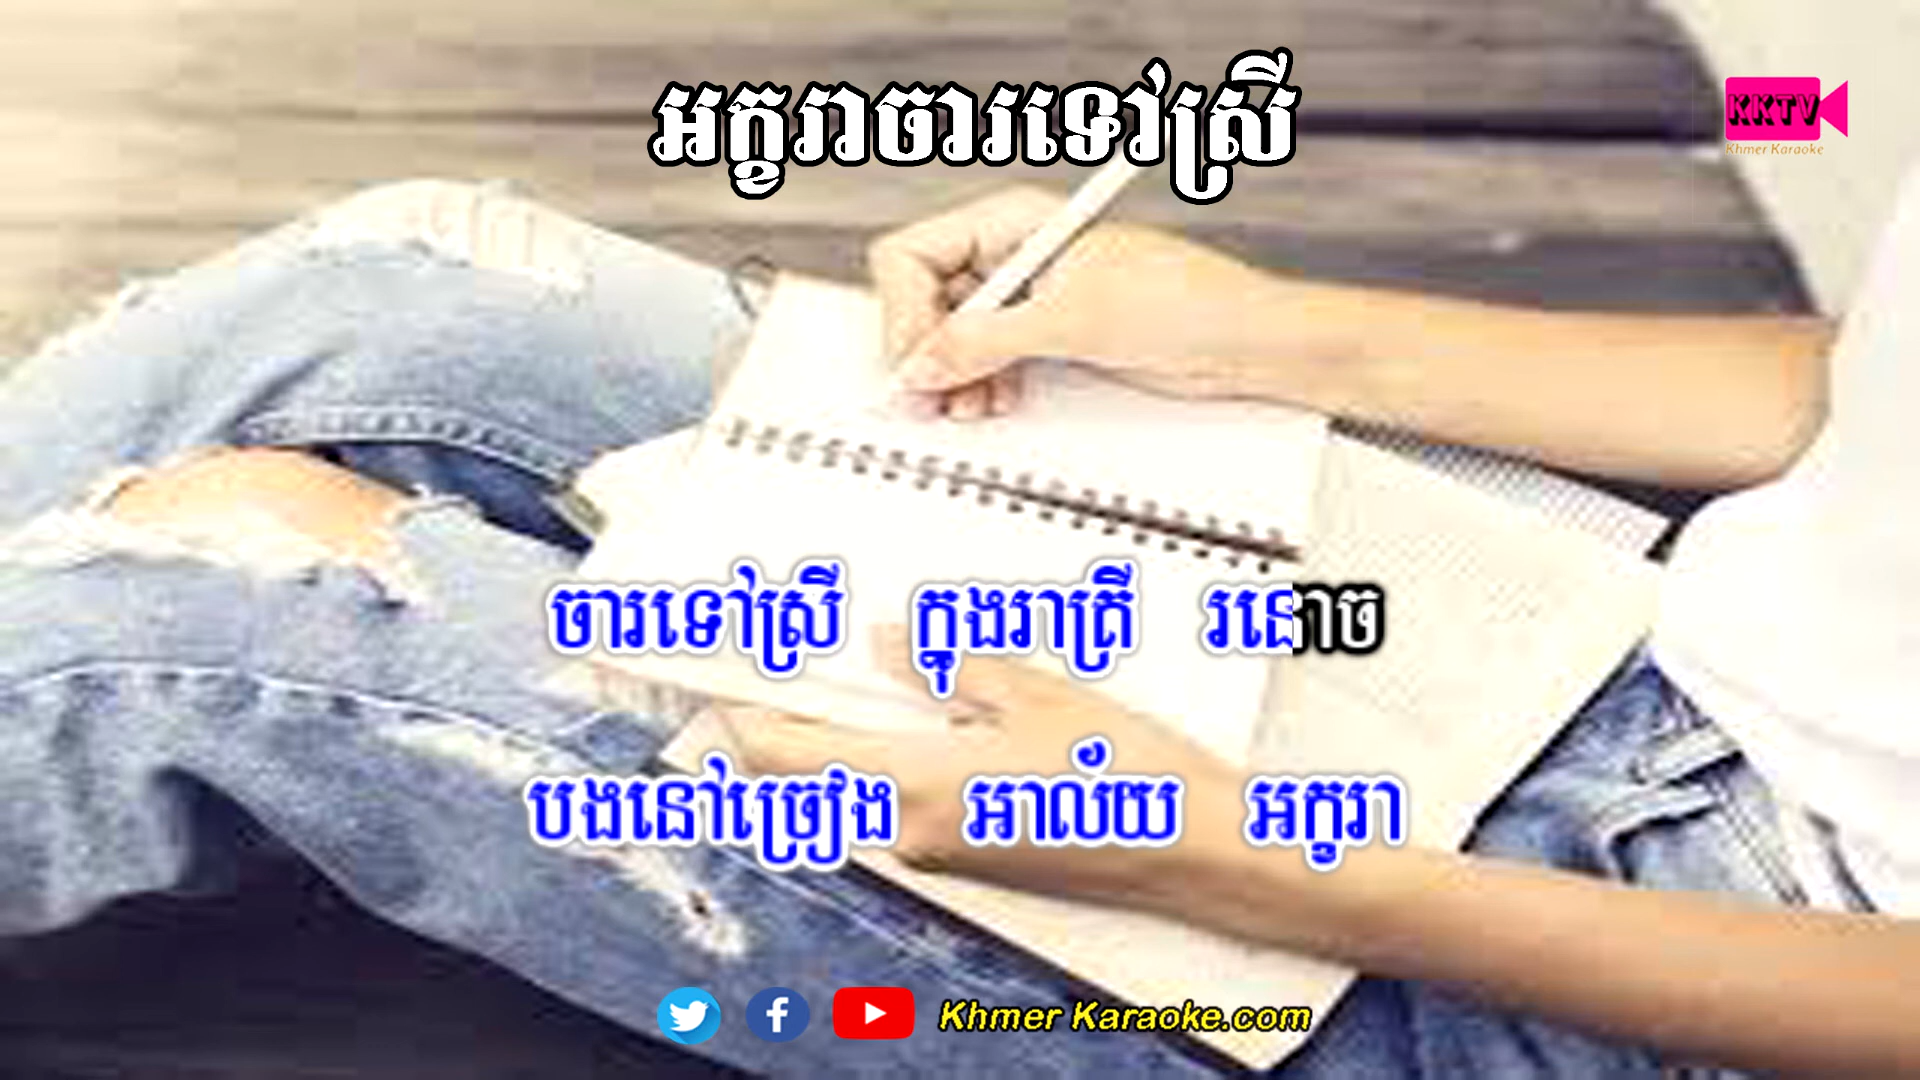 អក្ខរាចារទៅស្រី
KKTV
Khmer Karaoke
ចារទៅស្រី ក្នុងរាត្រី រនោច
បងនៅច្រៀង អាល័យ អក្ខរា
Khmer Karaoke.com